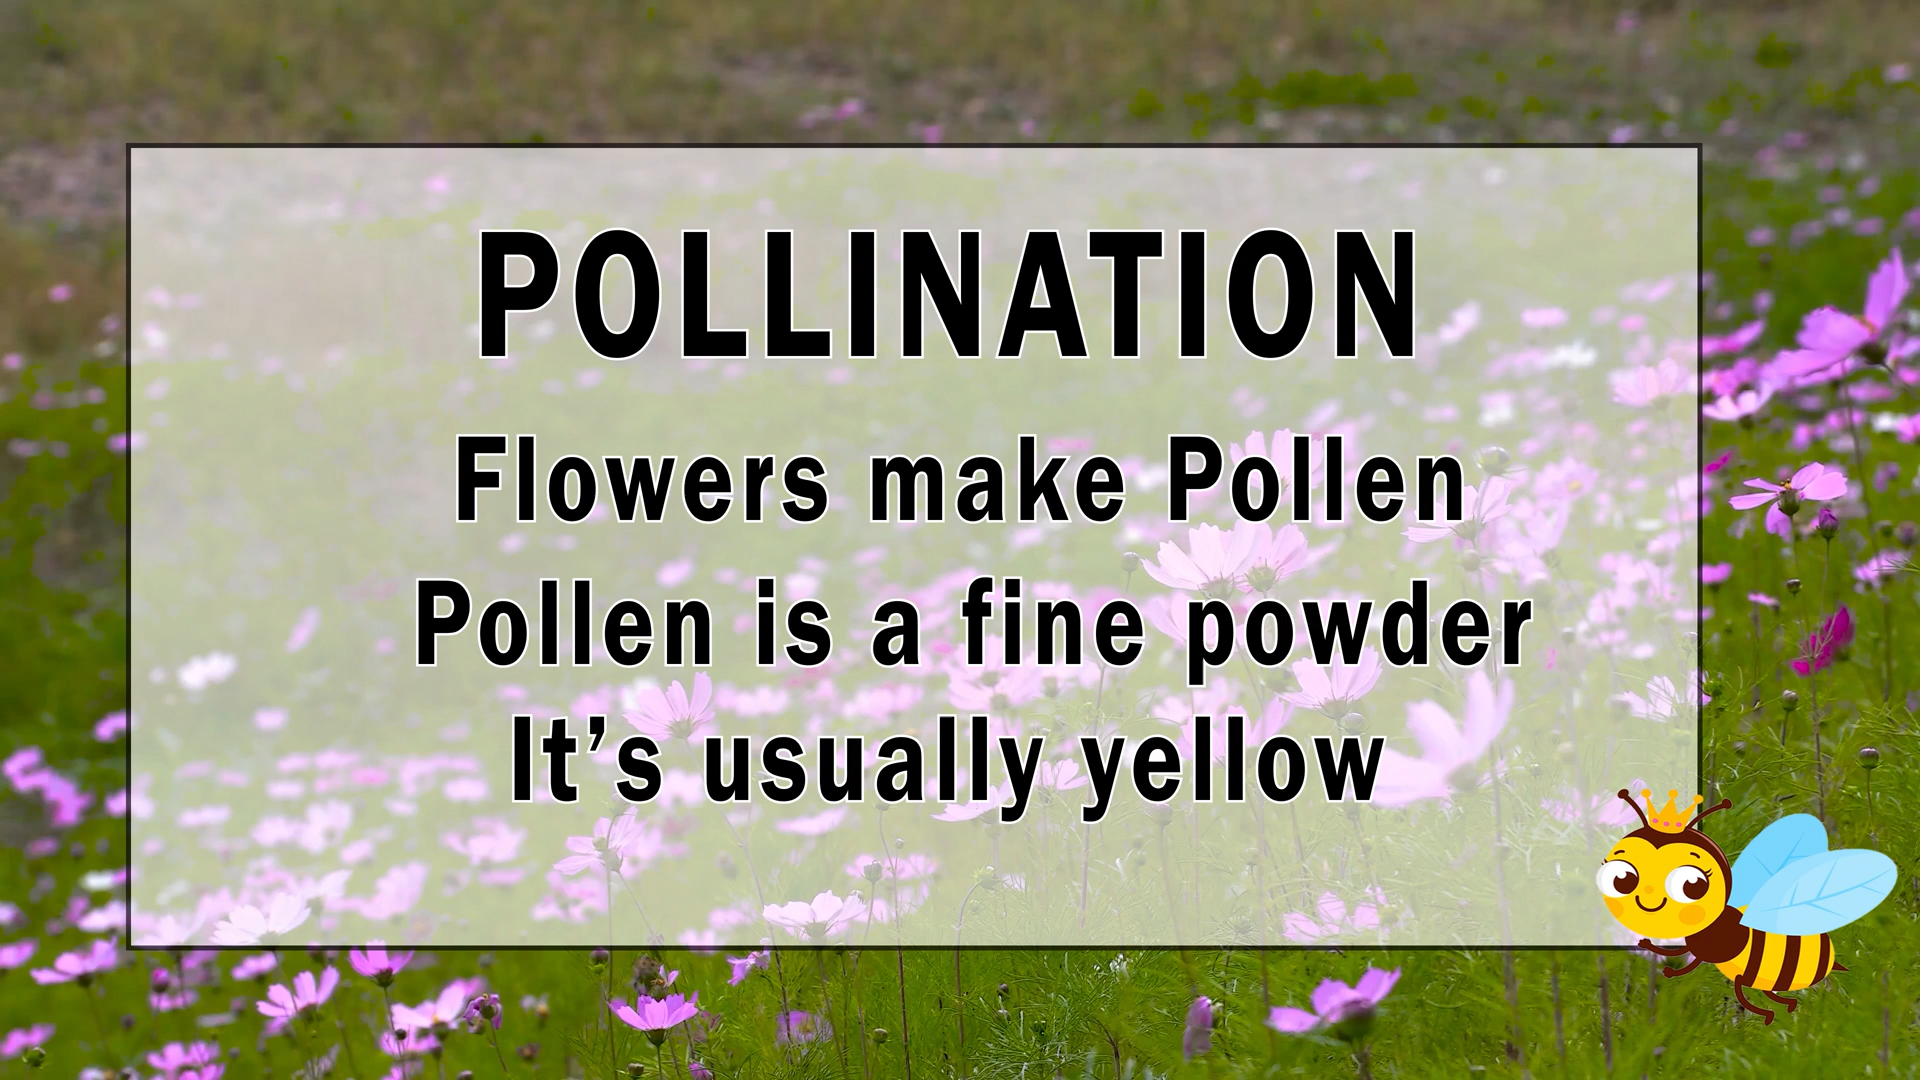 POLLINATION
Flowers make Pollen
Pollen is a fine powder
It’s usually yellow